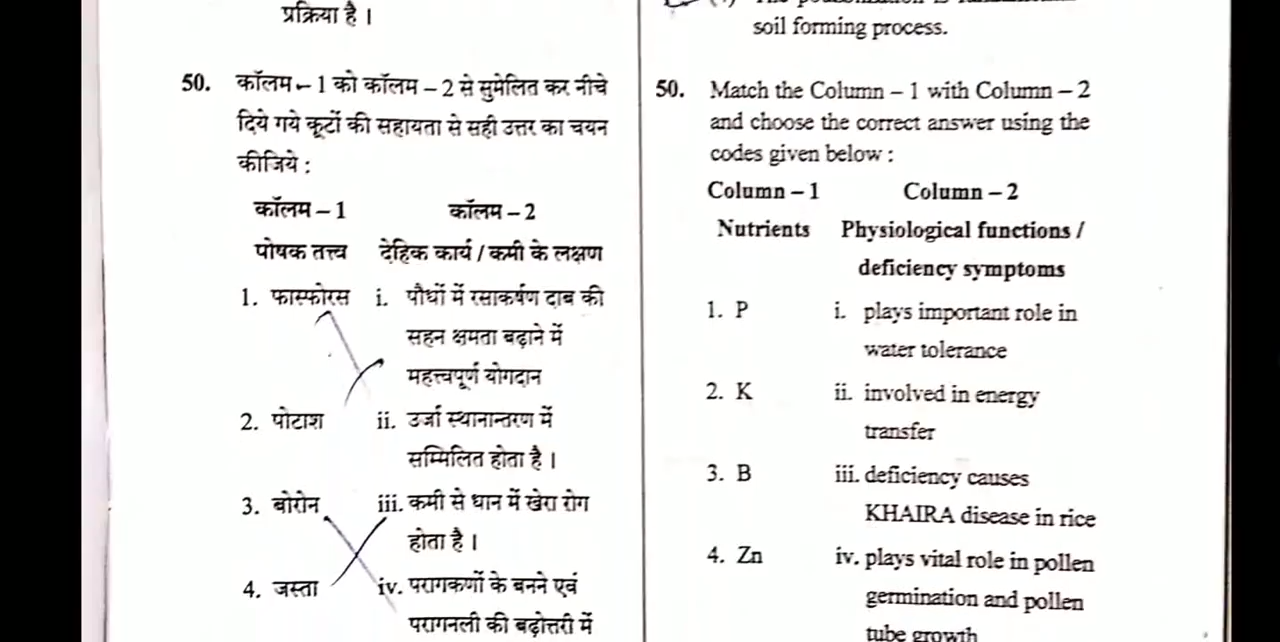 प्रक्रिया है ।
50. कॉलम – 1 को कॉलम – 2 से सुमेलित कर नीचे
दिये गये कूटों की सहायता से सही उत्तर का चयन
कीजिये :
कॉलम – 1 कॉलम – 2
पोषक तत्त्व देहिक कार्य / कमी के लक्षण
1. फास्फोरस i. पौधों में रसाकर्षण दाब की
सहन क्षमता बढ़ाने में
महत्त्वपूर्ण योगदान
2. पोटाश ii. उर्जा स्थानान्तरण में
सम्मिलित होता है ।
3. बोरोन iii. कमी से धान में खेरा रोग
होता है ।
4. जस्ता iv. परागकणों के बनने एवं
परागनली की बढ़ोत्तरी में
soil forming process.
50. Match the Column – 1 with Column – 2
and choose the correct answer using the
codes given below :
Column – 1 Column – 2
Nutrients Physiological functions /
deficiency symptoms
1. P i. plays important role in
water tolerance
2. K ii. involved in energy
transfer
3. B iii. deficiency causes
KHAIRA disease in rice
4. Zn iv. plays vital role in pollen
germination and pollen
tube growth